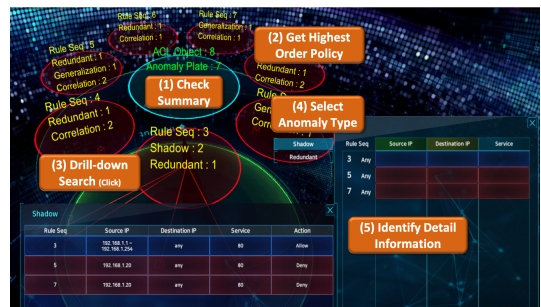 Rule Seq : 6
Redundant : 1
Correlation : 1
Rule Seq : 7
Generalization : 1
Correlation : 1
Rule Seq : 5
Redundant : 1
Generalization : 1
Correlation : 2
ACL Object : 8
Anomaly Plate : 7
(2) Get Highest
Order Policy
Redundant : 1
Correlation : 2
(1) Check
Summary
Rule Seq : 4
Redundant : 1
Correlation : 2
(4) Select
Anomaly Type
Rule Seq : 3
Shadow : 2
Redundant : 1
(3) Drill-down
Search (Click)
Shadow
Redundant
Rule Seq Source IP Destination IP Service
3 Any
5 Any
7 Any
(5) Identify Detail
Information
Shadow
Rule Seq Source IP Destination IP Service Action
3 192.168.1.1 ~ 192.168.1.254 any 80 Allow
5 192.168.1.20 any 80 Deny
7 192.168.1.20 any 80 Deny